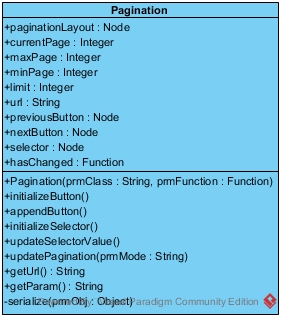 Pagination
+paginationLayout : Node
+currentPage : Integer
+maxPage : Integer
+minPage : Integer
+limit : Integer
+url : String
+previousButton : Node
+nextButton : Node
+selector : Node
+hasChanged : Function
+Pagination(prmClass : String, prmFunction : Function)
+initializeButton()
+appendButton()
+initializeSelector()
+updateSelectorValue()
+updatePagination(prmMode : String)
+getUrl() : String
+getParam() : String
-serialize(prmObj : Object)
Paradigm Community Edition